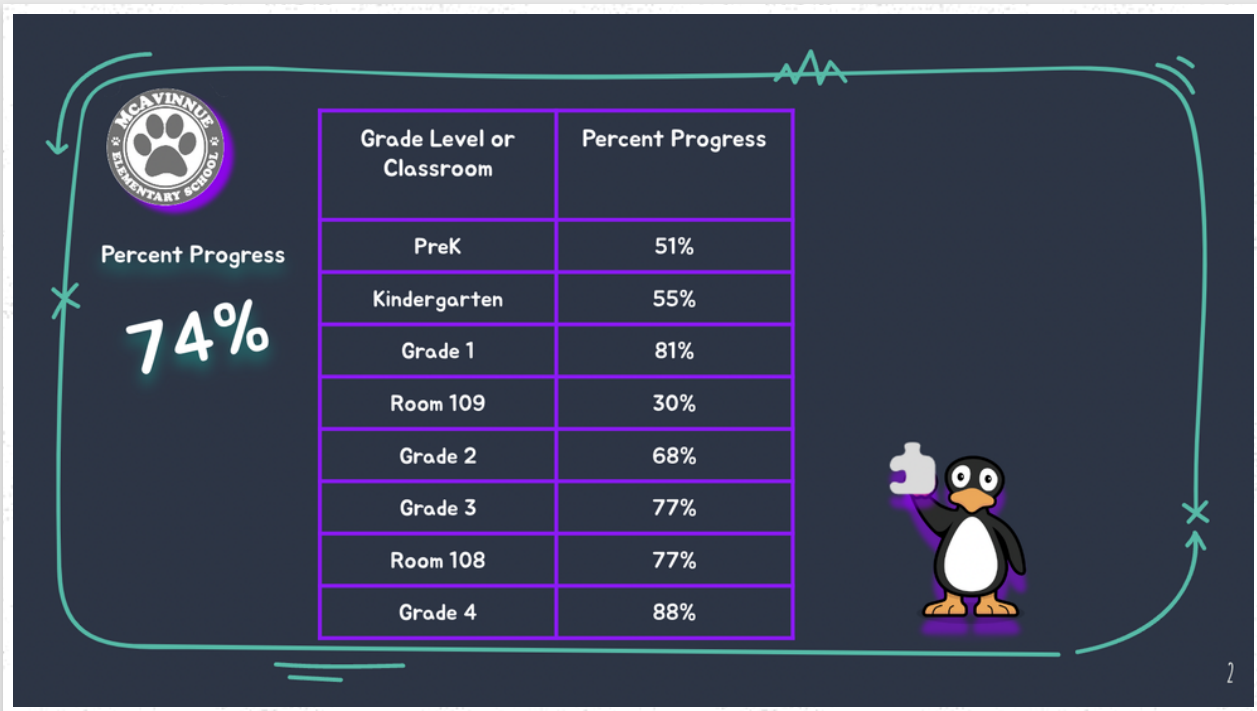 McAVINNUE
ELEMENTARY SCHOOL
Percent Progress
74%
Grade Level or
Classroom
Percent Progress
PreK 51%
Kindergarten 55%
Grade 1 81%
Room 109 30%
Grade 2 68%
Grade 3 77%
Room 108 77%
Grade 4 88%
2